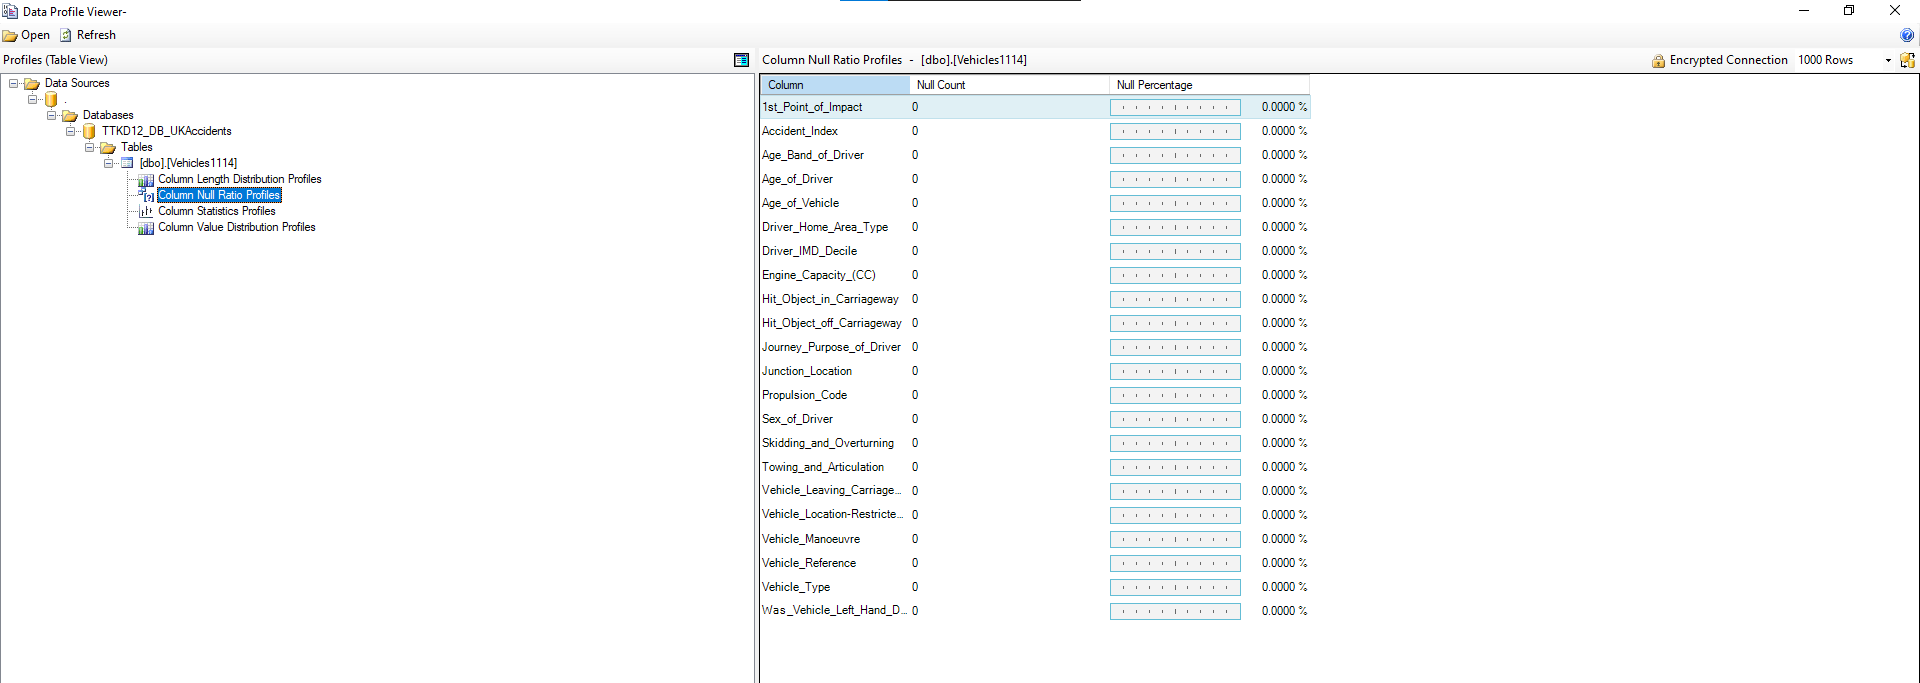 Data Profile Viewer-
Open Refresh
Profiles (Table View)
Data Sources
.
Databases
TTKD12_DB_UKAccidents
Tables
[dbo].[Vehicles1114]
Column Length Distribution Profiles
Column Null Ratio Profiles
Column Statistics Profiles
Column Value Distribution Profiles
Column Null Ratio Profiles - [dbo].[Vehicles1114] Encrypted Connection 1000 Rows
Column Null Count Null Percentage
1st_Point_of_Impact 0 0.0000 %
Accident_Index 0 0.0000 %
Age_Band_of_Driver 0 0.0000 %
Age_of_Driver 0 0.0000 %
Age_of_Vehicle 0 0.0000 %
Driver_Home_Area_Type 0 0.0000 %
Driver_IMD_Decile 0 0.0000 %
Engine_Capacity_(CC) 0 0.0000 %
Hit_Object_in_Carriageway 0 0.0000 %
Hit_Object_off_Carriageway 0 0.0000 %
Journey_Purpose_of_Driver 0 0.0000 %
Junction_Location 0 0.0000 %
Propulsion_Code 0 0.0000 %
Sex_of_Driver 0 0.0000 %
Skidding_and_Overturning 0 0.0000 %
Towing_and_Articulation 0 0.0000 %
Vehicle_Leaving_Carriage... 0 0.0000 %
Vehicle_Location-Restricte... 0 0.0000 %
Vehicle_Manoeuvre 0 0.0000 %
Vehicle_Reference 0 0.0000 %
Vehicle_Type 0 0.0000 %
Was_Vehicle_Left_Hand_D... 0 0.0000 %